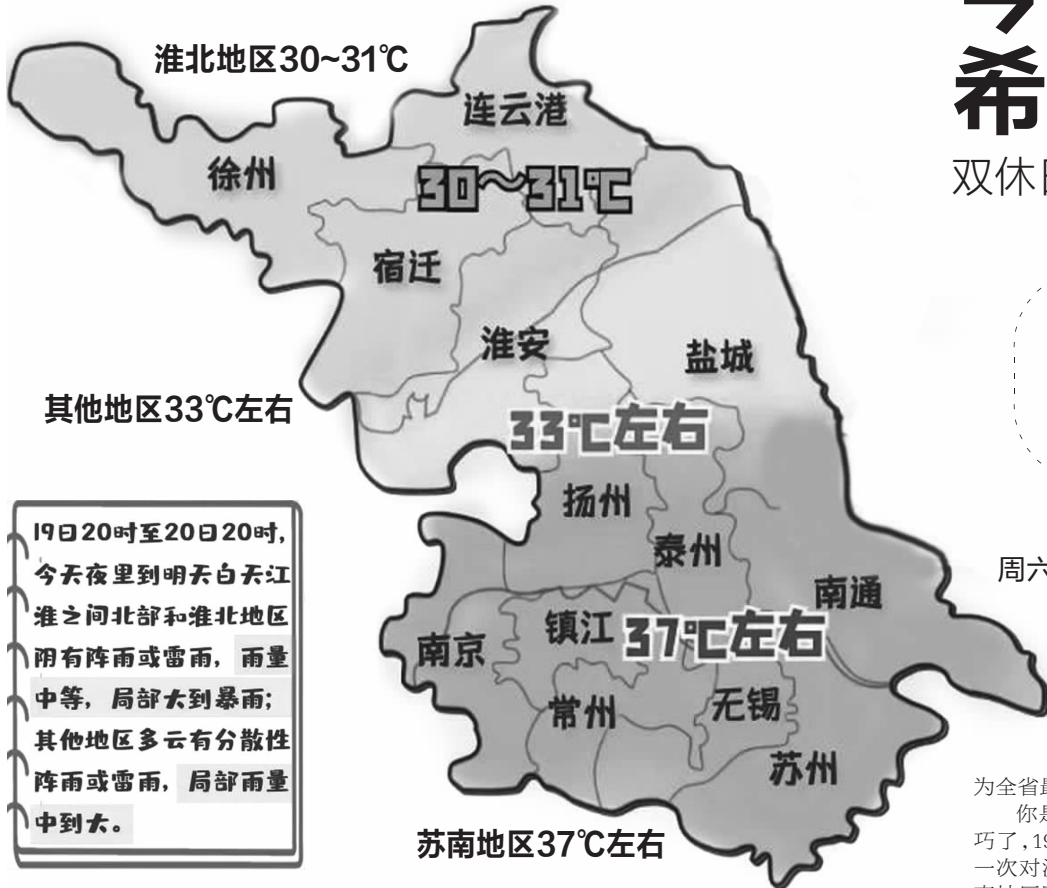 淮北地区30~31℃
连云港
徐州
30~31℃
宿迁
淮安
盐城
其他地区33℃左右
33℃左右
扬州
泰州
南通
镇江
37℃左右
南京
常州
无锡
苏州
苏南地区37℃左右
19日20时至20日20时,
今天夜里到明天白天江
淮之间北部和淮北地区
阴有阵雨或雷雨, 雨量
中等, 局部大到暴雨;
其他地区多云有分散性
阵雨或雷雨, 局部雨量
中到大。
希
双休
周六
为全省
你是
巧了,19
一次对